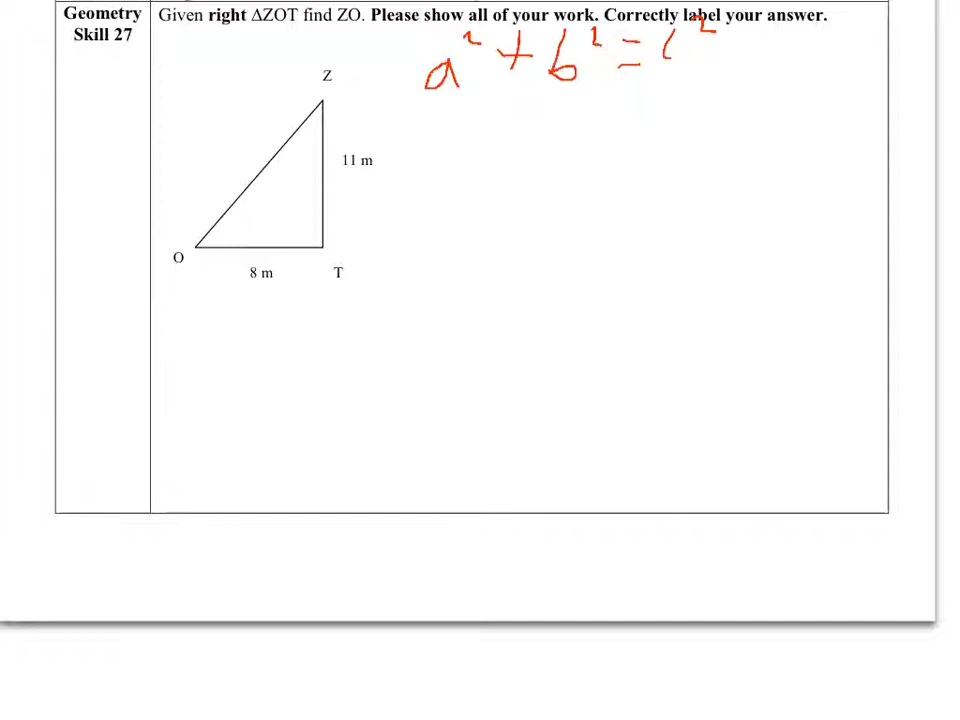 Geometry
Skill 27
Given right ΔZOT find ZO. Please show all of your work. Correctly label your answer.
a² + b² = c²
Z
11 m
O
8 m
T